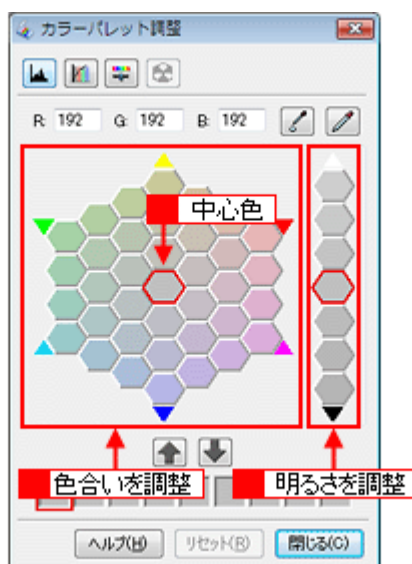 カラーパレット調整
R: 192 G: 192 B: 192
中心色
色合いを調整
明るさを調整
ヘルプ(H) リセット(R) 閉じる(C)